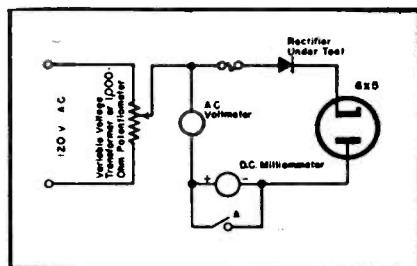 Rectifier
Under Test
6X5
120 V AC
Variable Voltage
Transformer or 1,000-
Ohm Potentiometer
A.C.
Voltmeter
D.C. Milliammeter
+
-
A